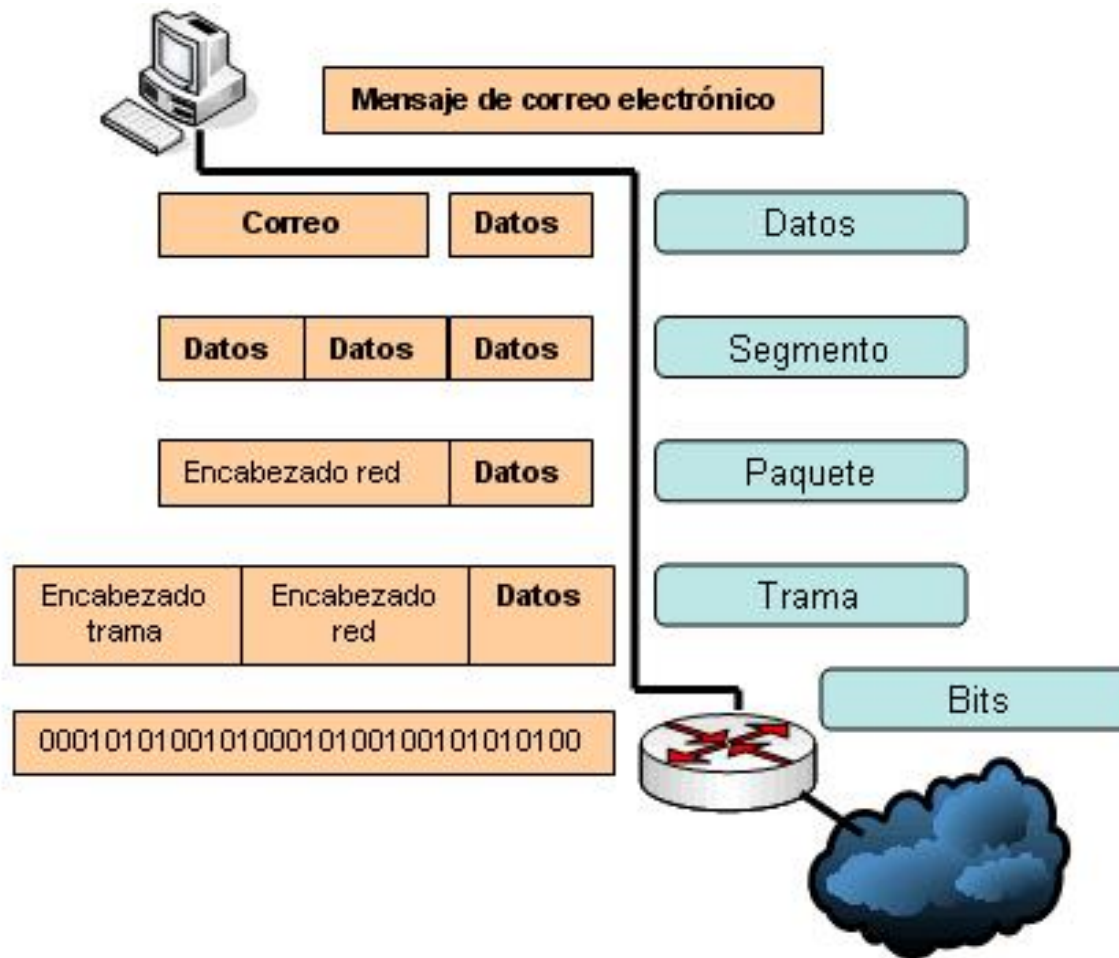 Mensaje de correo electrónico
Correo Datos Datos
Datos Datos Datos Segmento
Encabezado red Datos Paquete
Encabezado trama Encabezado red Datos Trama
Bits
0001010100101000101001001010100